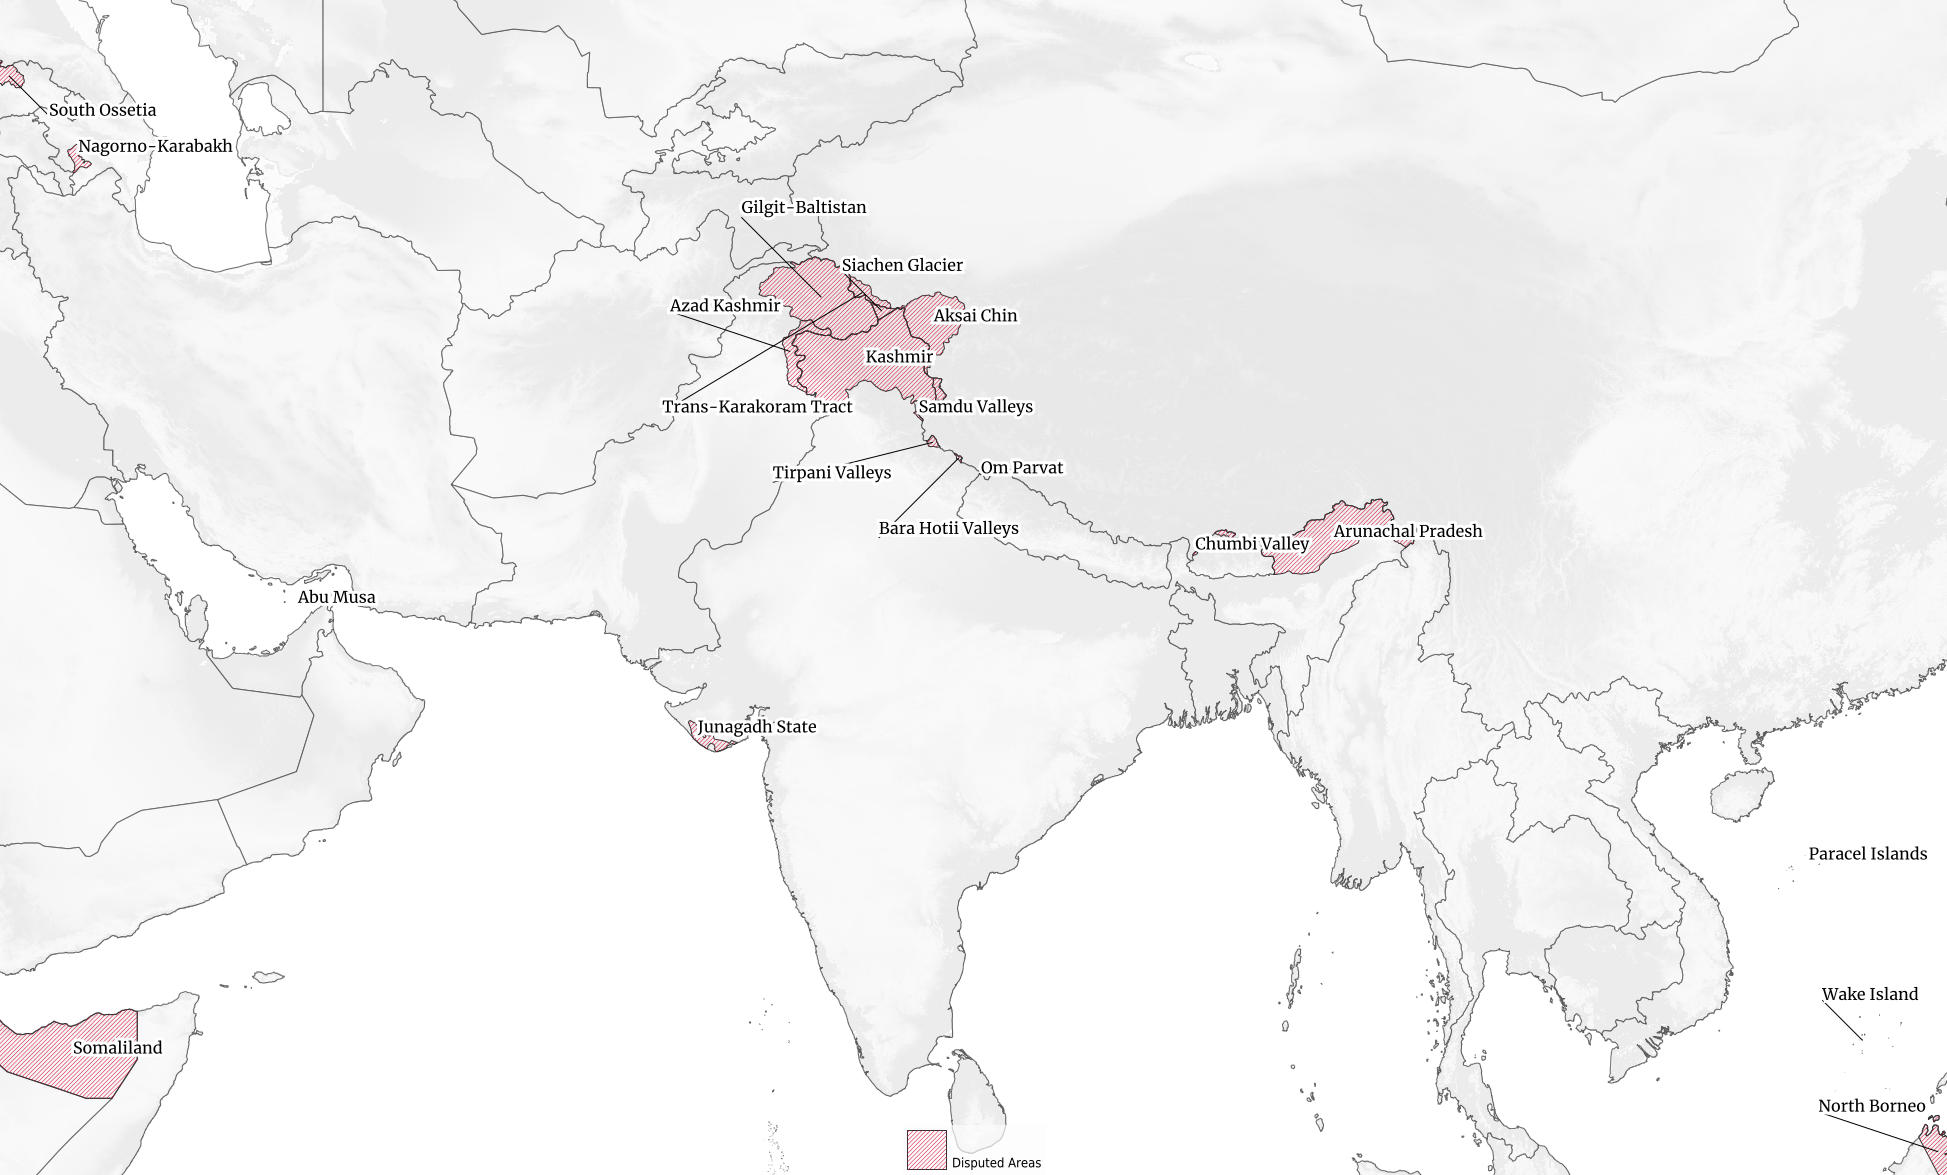 South Ossetia
Nagorno-Karabakh
Gilgit-Baltistan
Siachen Glacier
Azad Kashmir
Aksai Chin
Kashmir
Trans-Karakoram Tract
Samdu Valleys
Tirpani Valleys
Om Parvat
Bara Hotii Valleys
Arunachal Pradesh
Chumbi Valley
Abu Musa
Junagadh State
Paracel Islands
Wake Island
Somaliland
North Borneo
Disputed Areas